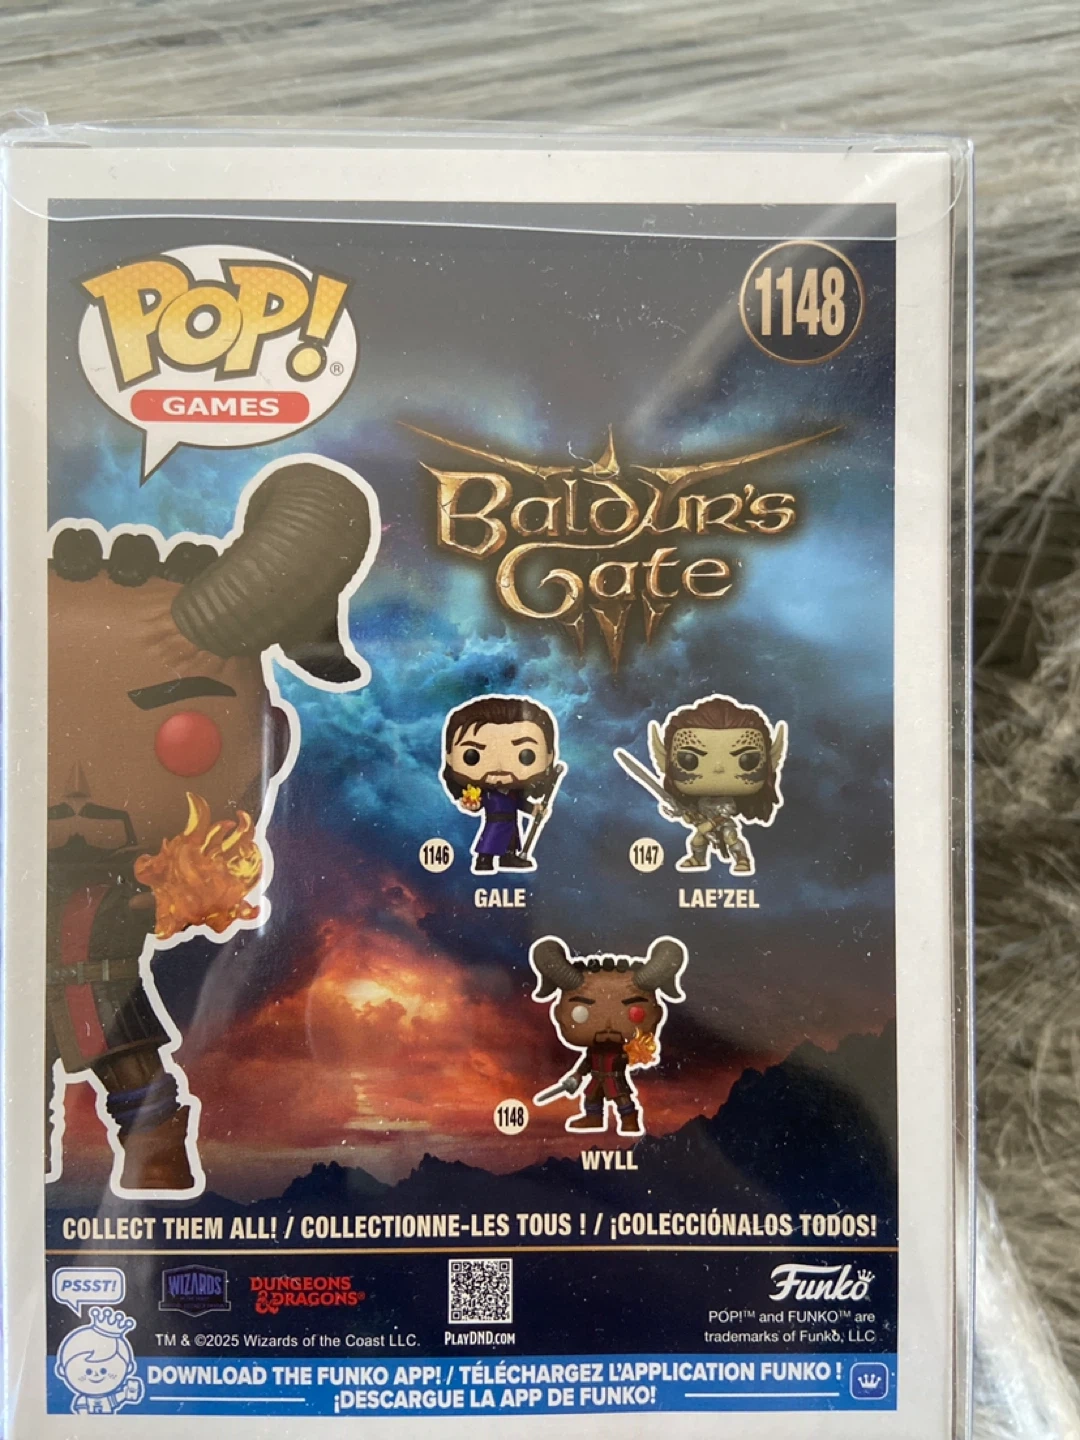 POP! ®
GAMES
1148
BALDUR'S
GATE
1146
GALE
1147
LAE'ZEL
1148
WYLL
COLLECT THEM ALL! / COLLECTIONNE-LES TOUS ! / ¡COLECCIÓNALOS TODOS!
PSSST!
WIZARDS
DUNGEONS
& DRAGONS®
TM & ©2025 Wizards of the Coast LLC.
PLAYDND.COM
Funko
POP!™ and FUNKO™ are
trademarks of Funko, LLC
DOWNLOAD THE FUNKO APP! / TÉLÉCHARGEZ L'APPLICATION FUNKO !
¡DESCARGUE LA APP DE FUNKO!